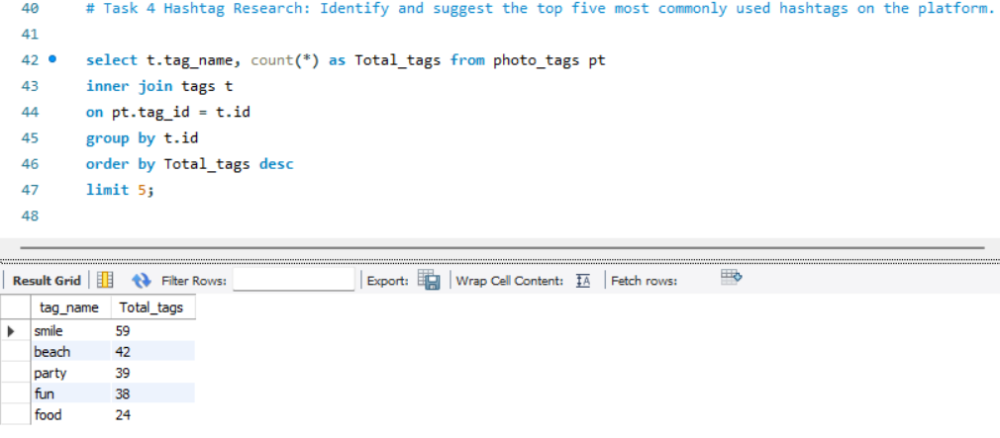 40 # Task 4 Hashtag Research: Identify and suggest the top five most commonly used hashtags on the platform.
41
42 select t.tag_name, count(*) as Total_tags from photo_tags pt
43 inner join tags t
44 on pt.tag_id = t.id
45 group by t.id
46 order by Total_tags desc
47 limit 5;
48
Result Grid Filter Rows: Export: Wrap Cell Content: IA Fetch rows:
tag_name Total_tags
smile 59
beach 42
party 39
fun 38
food 24